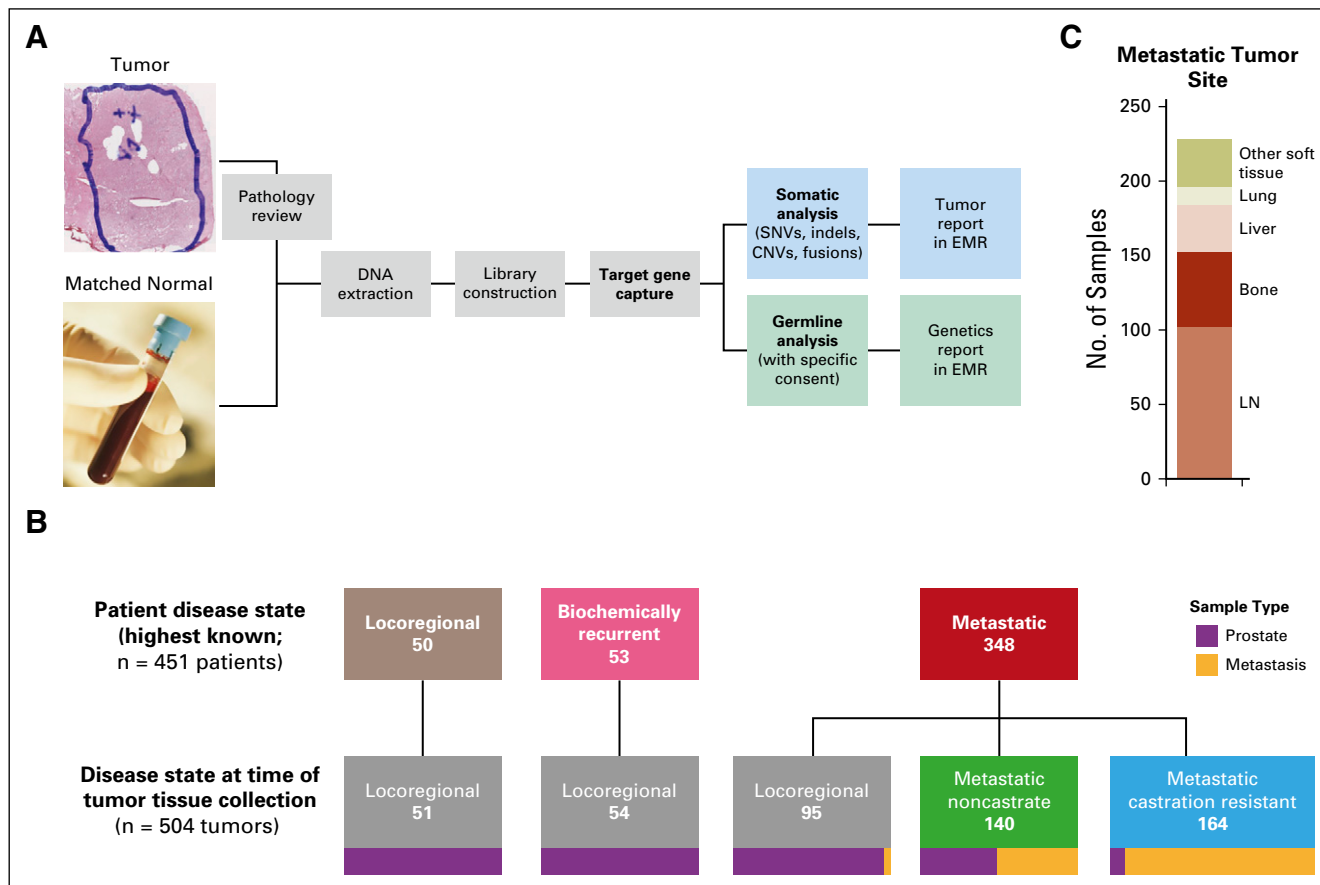 A
Tumor
Pathology
review
Matched Normal
DNA
extraction
Library
construction
Target gene
capture
Somatic
analysis
(SNVs, indels,
CNVs, fusions)
Tumor
report
in EMR
Germline
analysis
(with specific
consent)
Genetics
report
in EMR
C
Metastatic Tumor
Site
No. of Samples
250
200
150
100
50
0
Other soft
tissue
Lung
Liver
Bone
LN
B
Patient disease state
(highest known;
n = 451 patients)
Locoregional
50
Biochemically
recurrent
53
Metastatic
348
Sample Type
Prostate
Metastasis
Disease state at time of
tumor tissue collection
(n = 504 tumors)
Locoregional
51
Locoregional
54
Locoregional
95
Metastatic
noncastrate
140
Metastatic
castration resistant
164